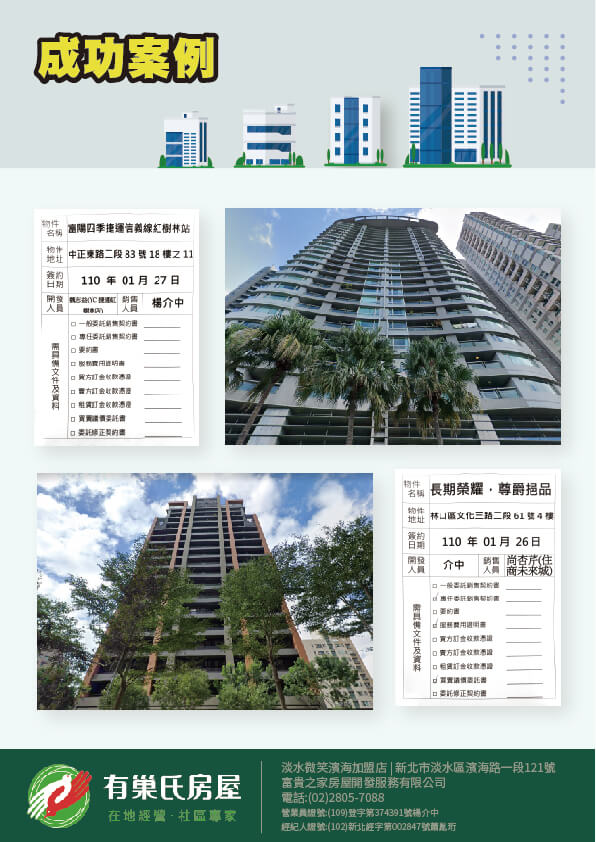 成功案例
物件名稱 富陽四季捷運信義線紅樹林站
物件地址 中正東路二段83號18樓之11
簽約日期 110 年 01 月 27 日
開發人員 銷售人員 楊介中
需具備文件及資料
□ 一般委託銷售契約書
□ 專任委託銷售契約書
□ 要約書
□ 服務費用證明書
□ 買方訂金收款憑證
□ 賣方訂金收款憑證
□ 租賃訂金收款憑證
□ 買賣議價委託書
□ 委託修正契約書
物件名稱 長期榮耀・尊爵掃品
物件地址 林口區文化三路二段61號4樓
簽約日期 110 年 01 月 26 日
開發人員 介中 銷售人員 尚杏芹(住商未來城)
需具備文件及資料
□ 一般委託銷售契約書
專任委託銷售契約書
□ 要約書
服務費用證明書
□ 買方訂金收款憑證
□ 賣方訂金收款憑證
□ 租賃訂金收款憑證
買賣議價委託書
□ 委託修正契約書
有巢氏房屋
在地經營・社區專家
淡水微笑濱海加盟店 | 新北市淡水區濱海路一段121號
富貴之家房屋開發服務有限公司
電話:(02)2805-7088
營業員證號:(109)登字第374391號楊介中
經紀人證號:(102)新北經字第002847號蕭胤珩